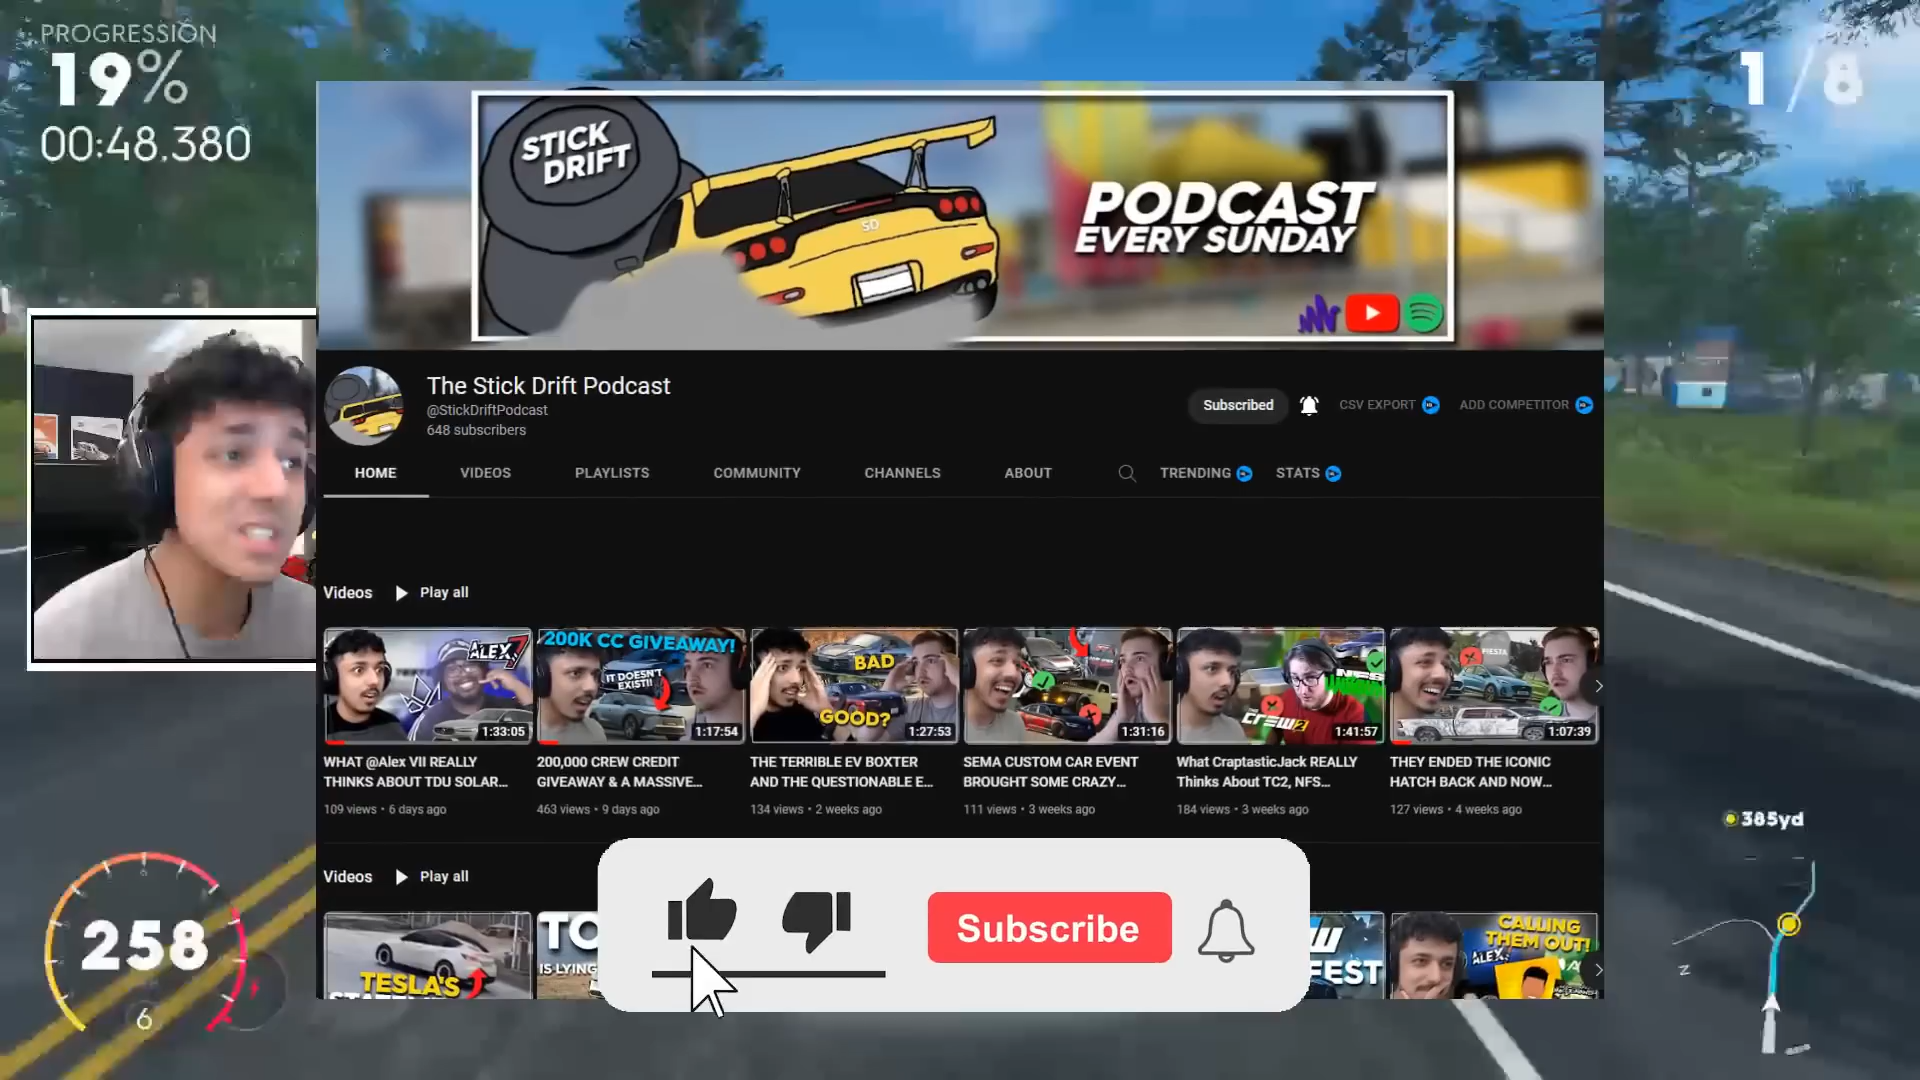 PROGRESSION
19%
00:48.380
1/8
STICK
DRIFT
SD
PODCAST
EVERY SUNDAY
The Stick Drift Podcast
@StickDriftPodcast
648 subscribers
Subscribed
CSV EXPORT
ADD COMPETITOR
HOME
VIDEOS
PLAYLISTS
COMMUNITY
CHANNELS
ABOUT
TRENDING
STATS
Videos
Play all
ALEX 7
1:33:05
200K CC GIVEAWAY!
IT DOESN'T
EXIST!!
1:17:54
BAD
GOOD?
1:27:53
1:31:16
THE
CREW2
1:41:57
FIESTA
1:07:39
WHAT @Alex VII REALLY
THINKS ABOUT TDU SOLAR...
109 views • 6 days ago
200,000 CREW CREDIT
GIVEAWAY & A MASSIVE...
463 views • 9 days ago
THE TERRIBLE EV BOXTER
AND THE QUESTIONABLE E...
134 views • 2 weeks ago
SEMA CUSTOM CAR EVENT
BROUGHT SOME CRAZY...
111 views • 3 weeks ago
What CraptasticJack REALLY
Thinks About TC2, NFS...
184 views • 3 weeks ago
THEY ENDED THE ICONIC
HATCH BACK AND NOW...
127 views • 4 weeks ago
385yd
Videos
Play all
TESLA'S
IS LYING
Subscribe
FEST
CALLING
THEM OUT!
ALEX
258
6
Z